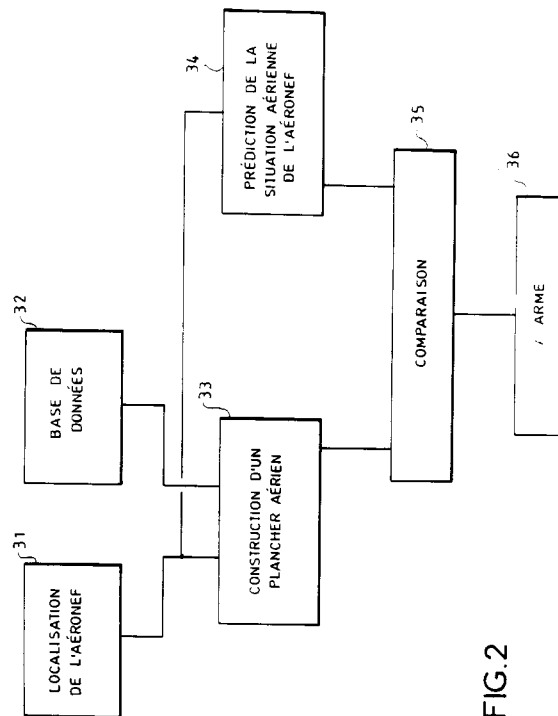 31
LOCALISATION
DE L'AÉRONEF
32
BASE DE
DONNÉES
33
CONSTRUCTION D'UN
PLANCHER AÉRIEN
34
PRÉDICTION DE LA
SITUATION AÉRIENNE
DE L'AÉRONEF
35
COMPARAISON
36
FIG.2